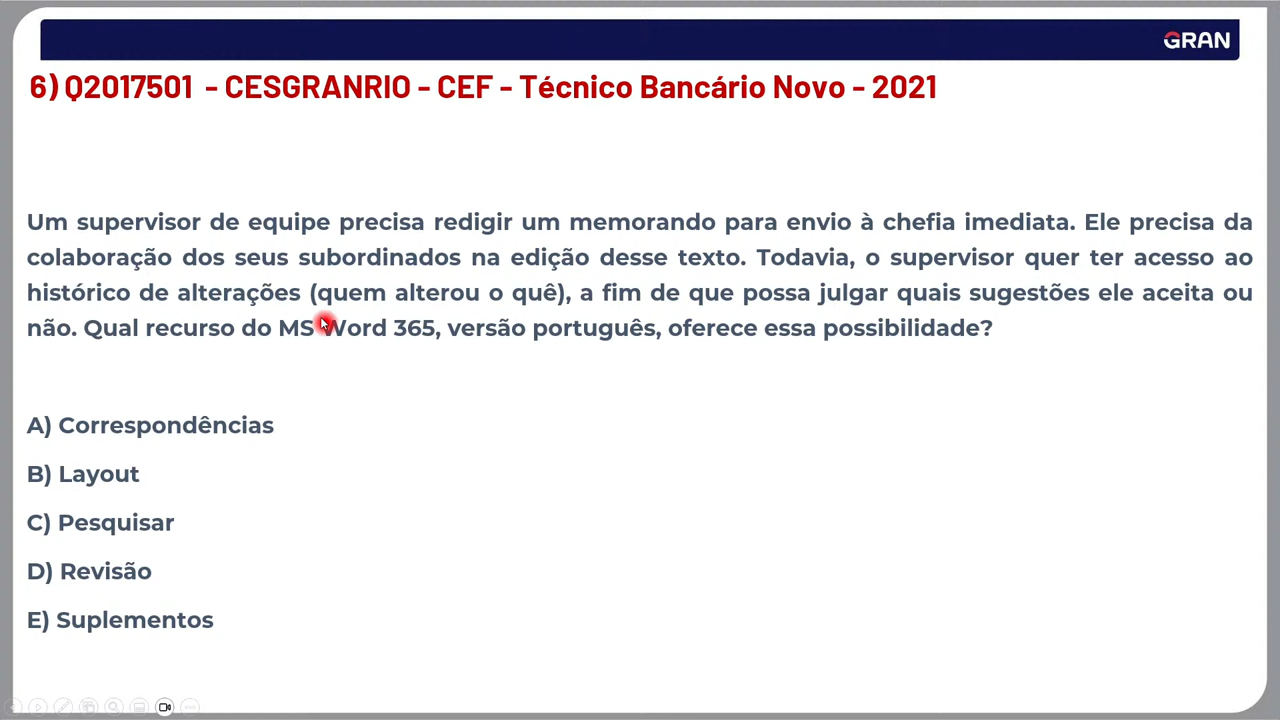 GRAN
6) Q2017501 - CESGRANRIO - CEF - Técnico Bancário Novo - 2021
Um supervisor de equipe precisa redigir um memorando para envio à chefia imediata. Ele precisa da
colaboração dos seus subordinados na edição desse texto. Todavia, o supervisor quer ter acesso ao
histórico de alterações (quem alterou o quê), a fim de que possa julgar quais sugestões ele aceita ou
não. Qual recurso do MS Word 365, versão português, oferece essa possibilidade?
A) Correspondências
B) Layout
C) Pesquisar
D) Revisão
E) Suplementos